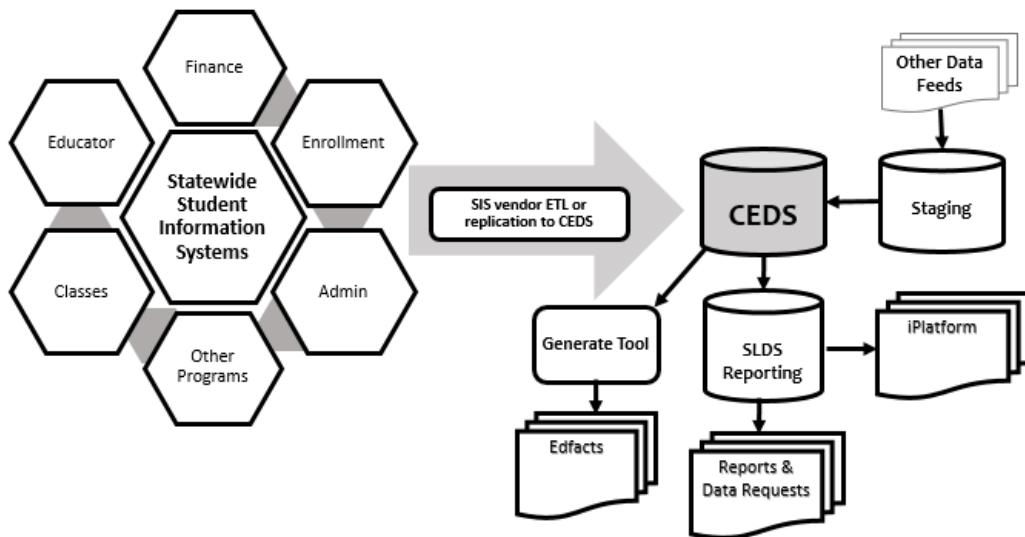 Finance
Educator
Enrollment
Statewide
Student
Information
Systems
Classes
Admin
Other
Programs
SIS vendor ETL or
replication to CEDS
Other Data
Feeds
CEDS
Staging
Generate Tool
SLDS
Reporting
iPlatform
Edfacts
Reports &
Data Requests